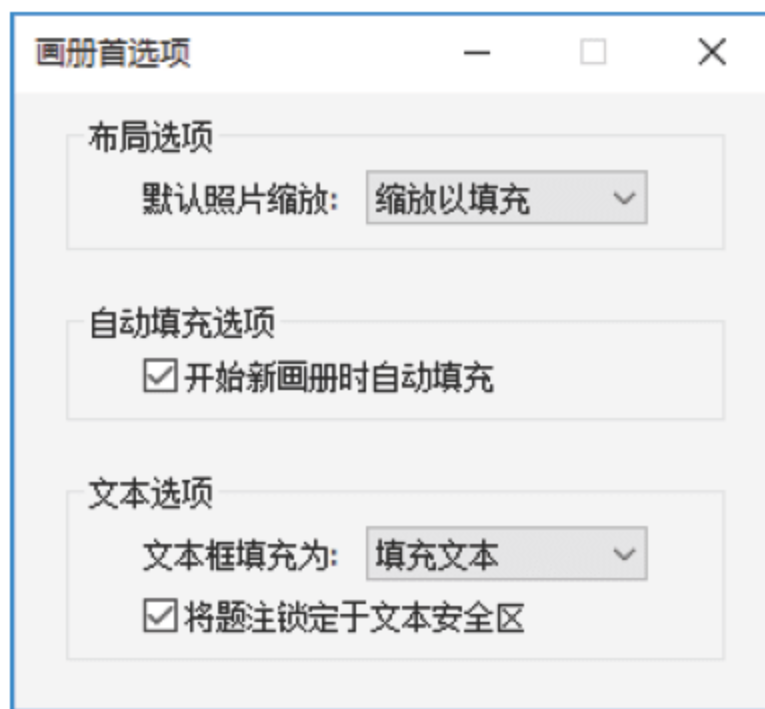 画册首选项
布局选项
默认照片缩放: 缩放以填充
自动填充选项
开始新画册时自动填充
文本选项
文本框填充为: 填充文本
将题注锁定于文本安全区